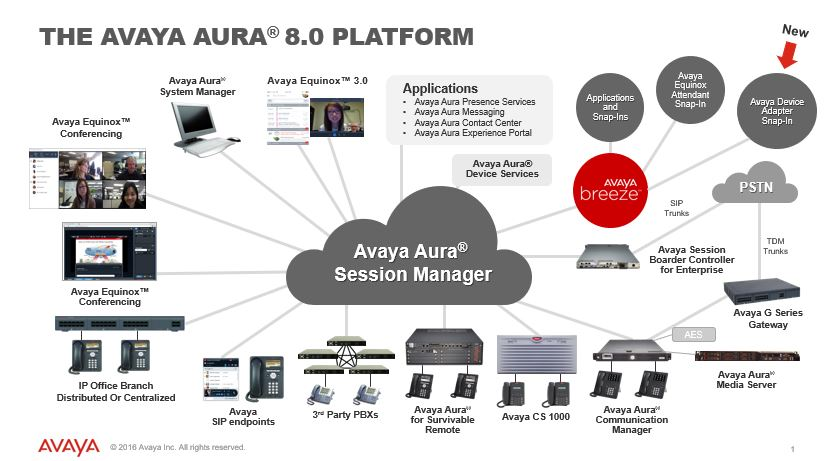 THE AVAYA AURA® 8.0 PLATFORM
New
Avaya Aura®
System Manager
Avaya Equinox™ 3.0
Applications
• Avaya Aura Presence Services
• Avaya Aura Messaging
• Avaya Aura Contact Center
• Avaya Aura Experience Portal
Applications
and
Snap-Ins
Avaya
Equinox
Attendant
Snap-In
Avaya Device
Adapter
Snap-In
Avaya Equinox™
Conferencing
Avaya Aura®
Device Services
AVAYA
breeze™
PSTN
SIP
Trunks
TDM
Trunks
Avaya Aura®
Session Manager
Avaya Session
Boarder Controller
for Enterprise
Avaya Equinox™
Conferencing
Avaya G Series
Gateway
AES
IP Office Branch
Distributed Or Centralized
Avaya
SIP endpoints
3rd Party PBXs
Avaya Aura®
for Survivable
Remote
Avaya CS 1000
Avaya Aura®
Communication
Manager
Avaya Aura®
Media Server
AVAYA
© 2016 Avaya Inc. All rights reserved.
1